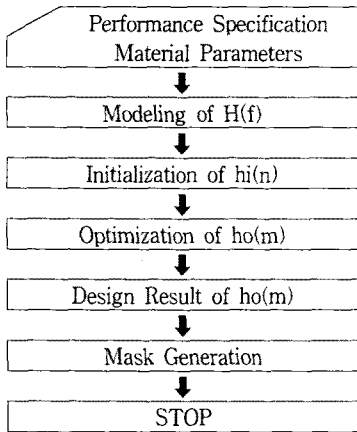 Performance Specification
Material Parameters
Modeling of H(f)
Initialization of hi(n)
Optimization of ho(m)
Design Result of ho(m)
Mask Generation
STOP